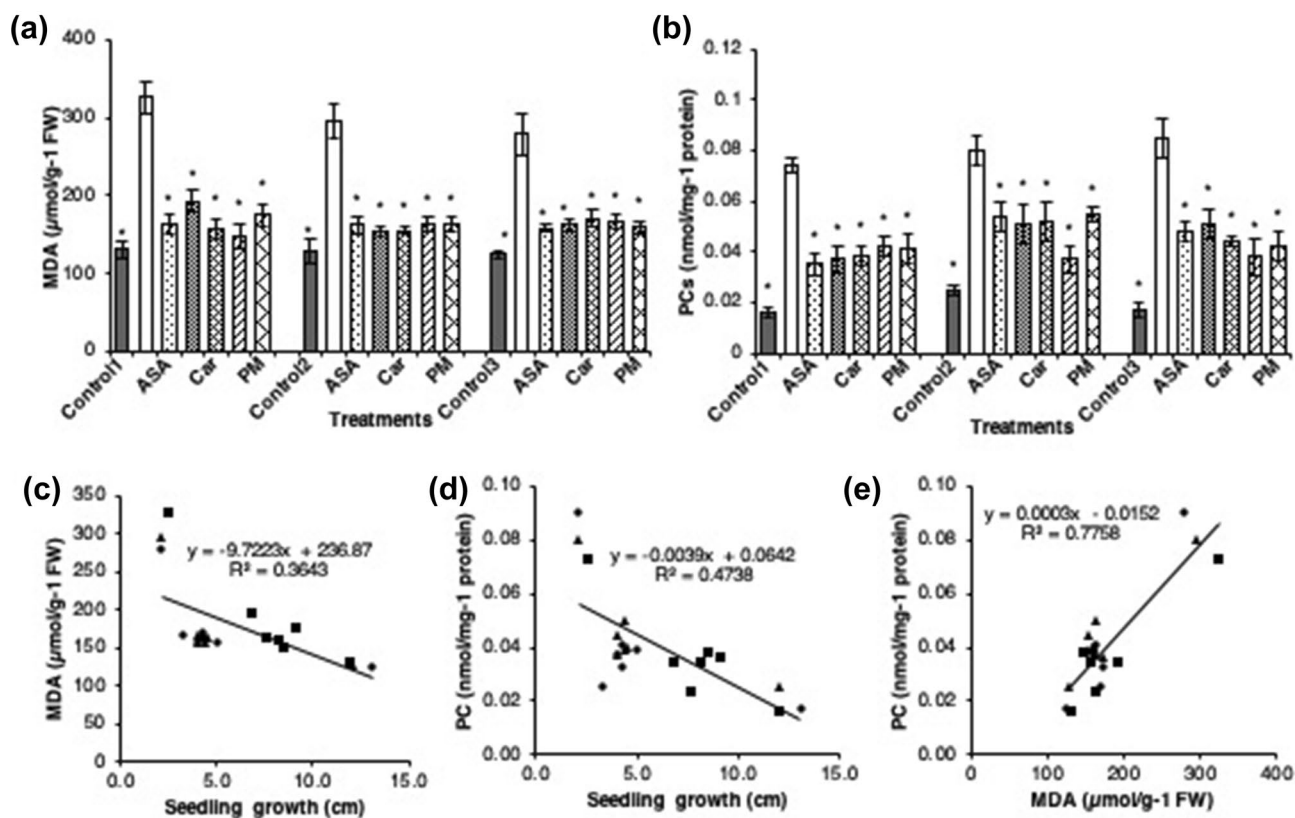 (a)
400
300
200
100
0
MDA (µmol/g-1 FW)
* * * * * * * * * * * * * * * * * *
Control1 ASA Car PM Control2 ASA Car PM Control3 ASA Car PM
Treatments
(b)
0.12
0.1
0.08
0.06
0.04
0.02
0
PCs (nmol/mg-1 protein)
* * * * * * * * * * * * * * * * * *
Control1 ASA Car PM Control2 ASA Car PM Control3 ASA Car PM
Treatments
(c)
350
300
250
200
150
100
50
0
MDA (µmol/g-1 FW)
y = -9.7223x + 236.87
R² = 0.3643
0.0 5.0 10.0 15.0
Seedling growth (cm)
(d)
0.10
0.08
0.06
0.04
0.02
0.00
PC (nmol/mg-1 protein)
y = -0.0039x + 0.0642
R² = 0.4738
0.0 5.0 10.0 15.0
Seedling growth (cm)
(e)
0.10
0.08
0.06
0.04
0.02
0.00
PC (nmol/mg-1 protein)
y = 0.0003x - 0.0152
R² = 0.7758
0 100 200 300 400
MDA (µmol/g-1 FW)